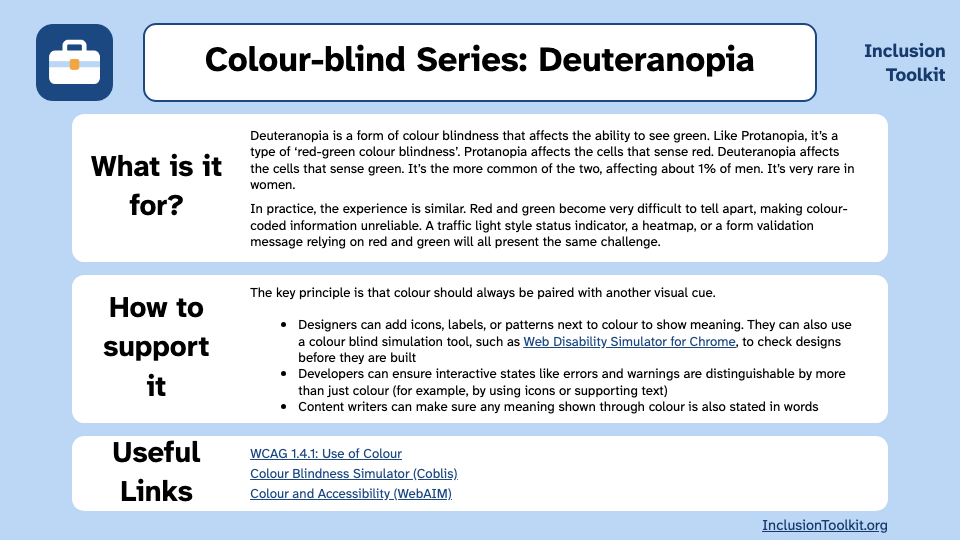 Colour-blind Series: Deuteranopia
Inclusion
Toolkit
What is it
for?
Deuteranopia is a form of colour blindness that affects the ability to see green. Like Protanopia, it’s a
type of ‘red-green colour blindness’. Protanopia affects the cells that sense red. Deuteranopia affects
the cells that sense green. It’s the more common of the two, affecting about 1% of men. It’s very rare in
women.
In practice, the experience is similar. Red and green become very difficult to tell apart, making colour-
coded information unreliable. A traffic light style status indicator, a heatmap, or a form validation
message relying on red and green will all present the same challenge.
How to
support
it
The key principle is that colour should always be paired with another visual cue.
• Designers can add icons, labels, or patterns next to colour to show meaning. They can also use
a colour blind simulation tool, such as Web Disability Simulator for Chrome, to check designs
before they are built
• Developers can ensure interactive states like errors and warnings are distinguishable by more
than just colour (for example, by using icons or supporting text)
• Content writers can make sure any meaning shown through colour is also stated in words
Useful
Links
WCAG 1.4.1: Use of Colour
Colour Blindness Simulator (Coblis)
Colour and Accessibility (WebAIM)
InclusionToolkit.org